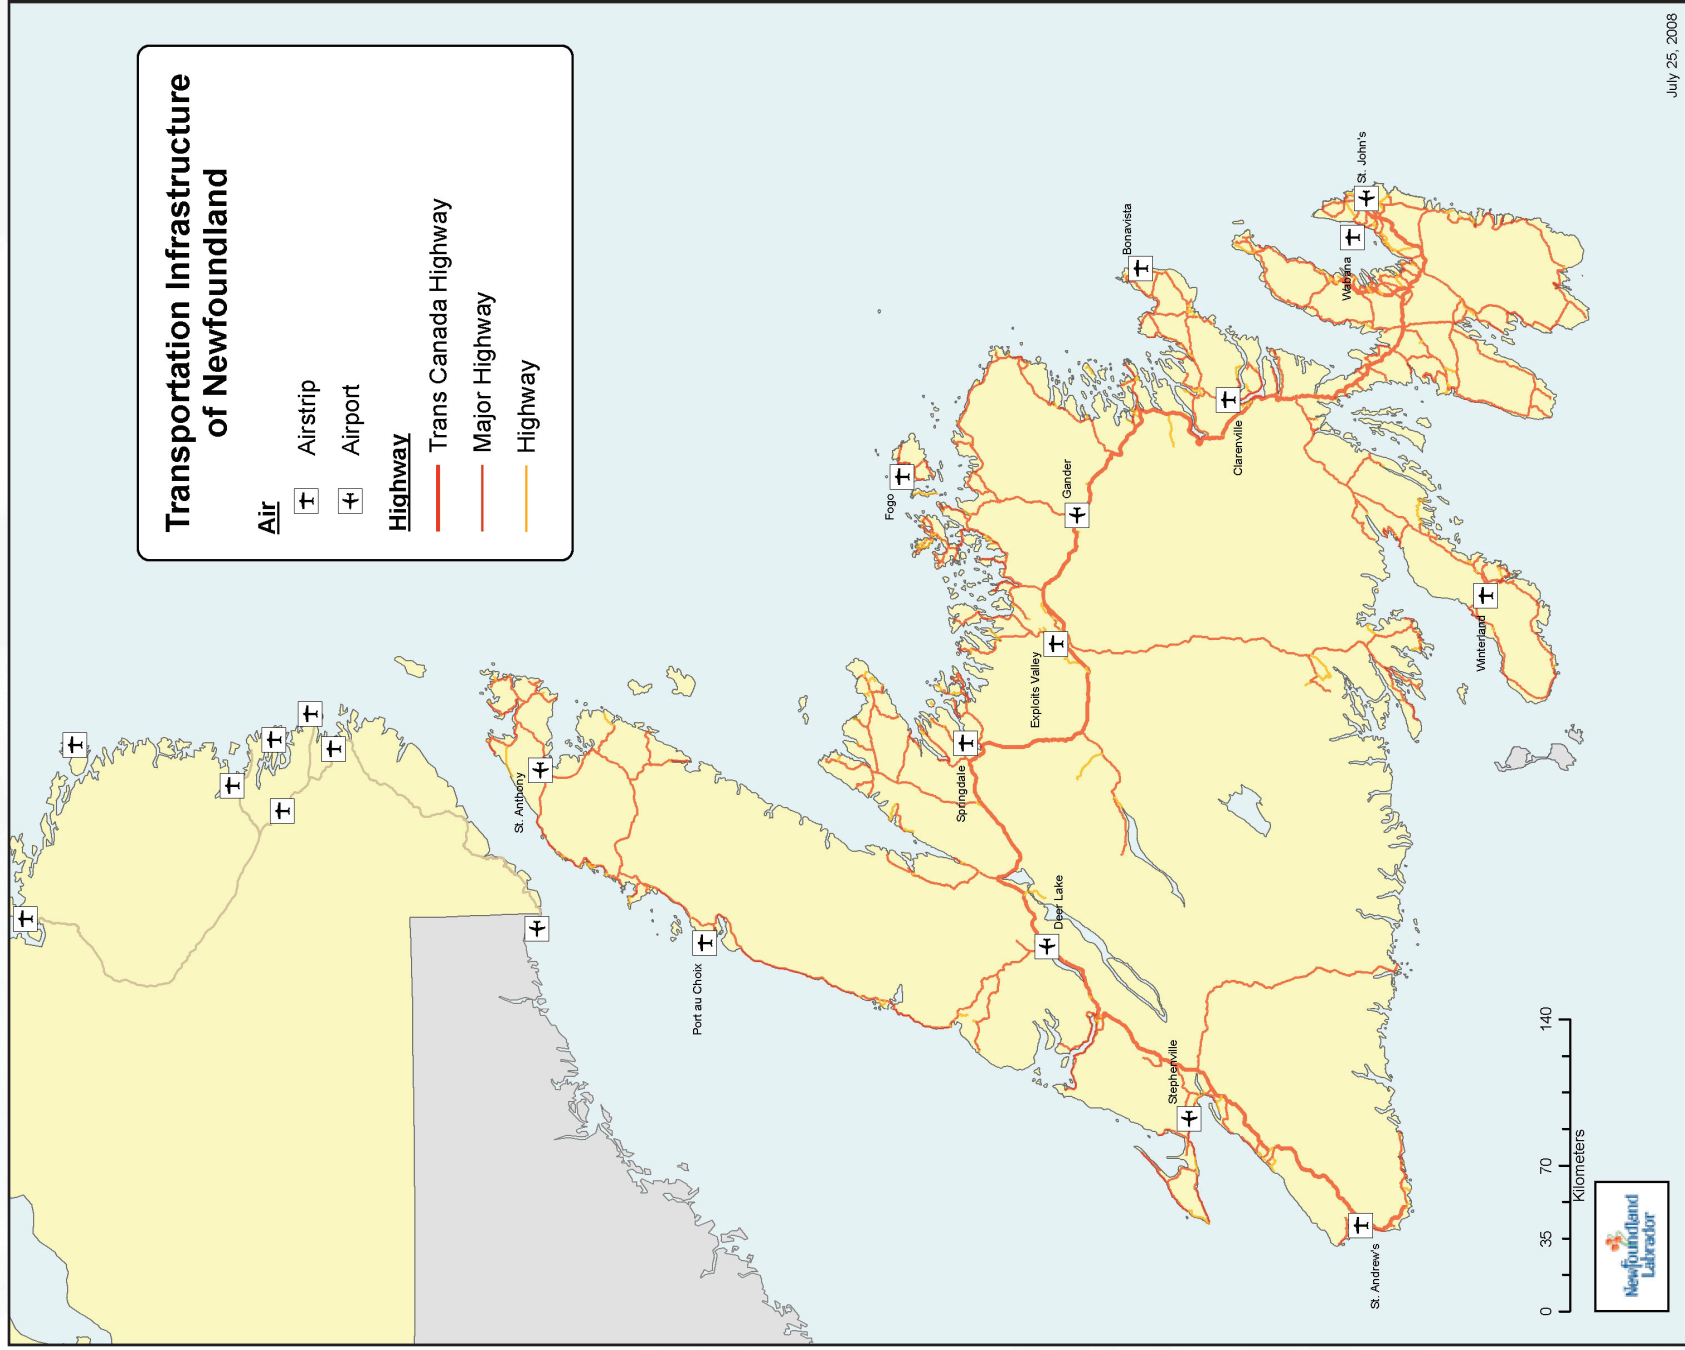 Transportation Infrastructure
of Newfoundland
Air
Airstrip
Airport
Highway
Trans Canada Highway
Major Highway
Highway
St. Anthony
Port au Choix
Fogo
Springdale
Deer Lake
Exploits Valley
Gander
Bonavista
Clarenville
Stephenville
St. Andrew's
Winterland
Wabana
St. John's
0 35 70 140
Kilometers
Newfoundland
Labrador
July 25, 2008